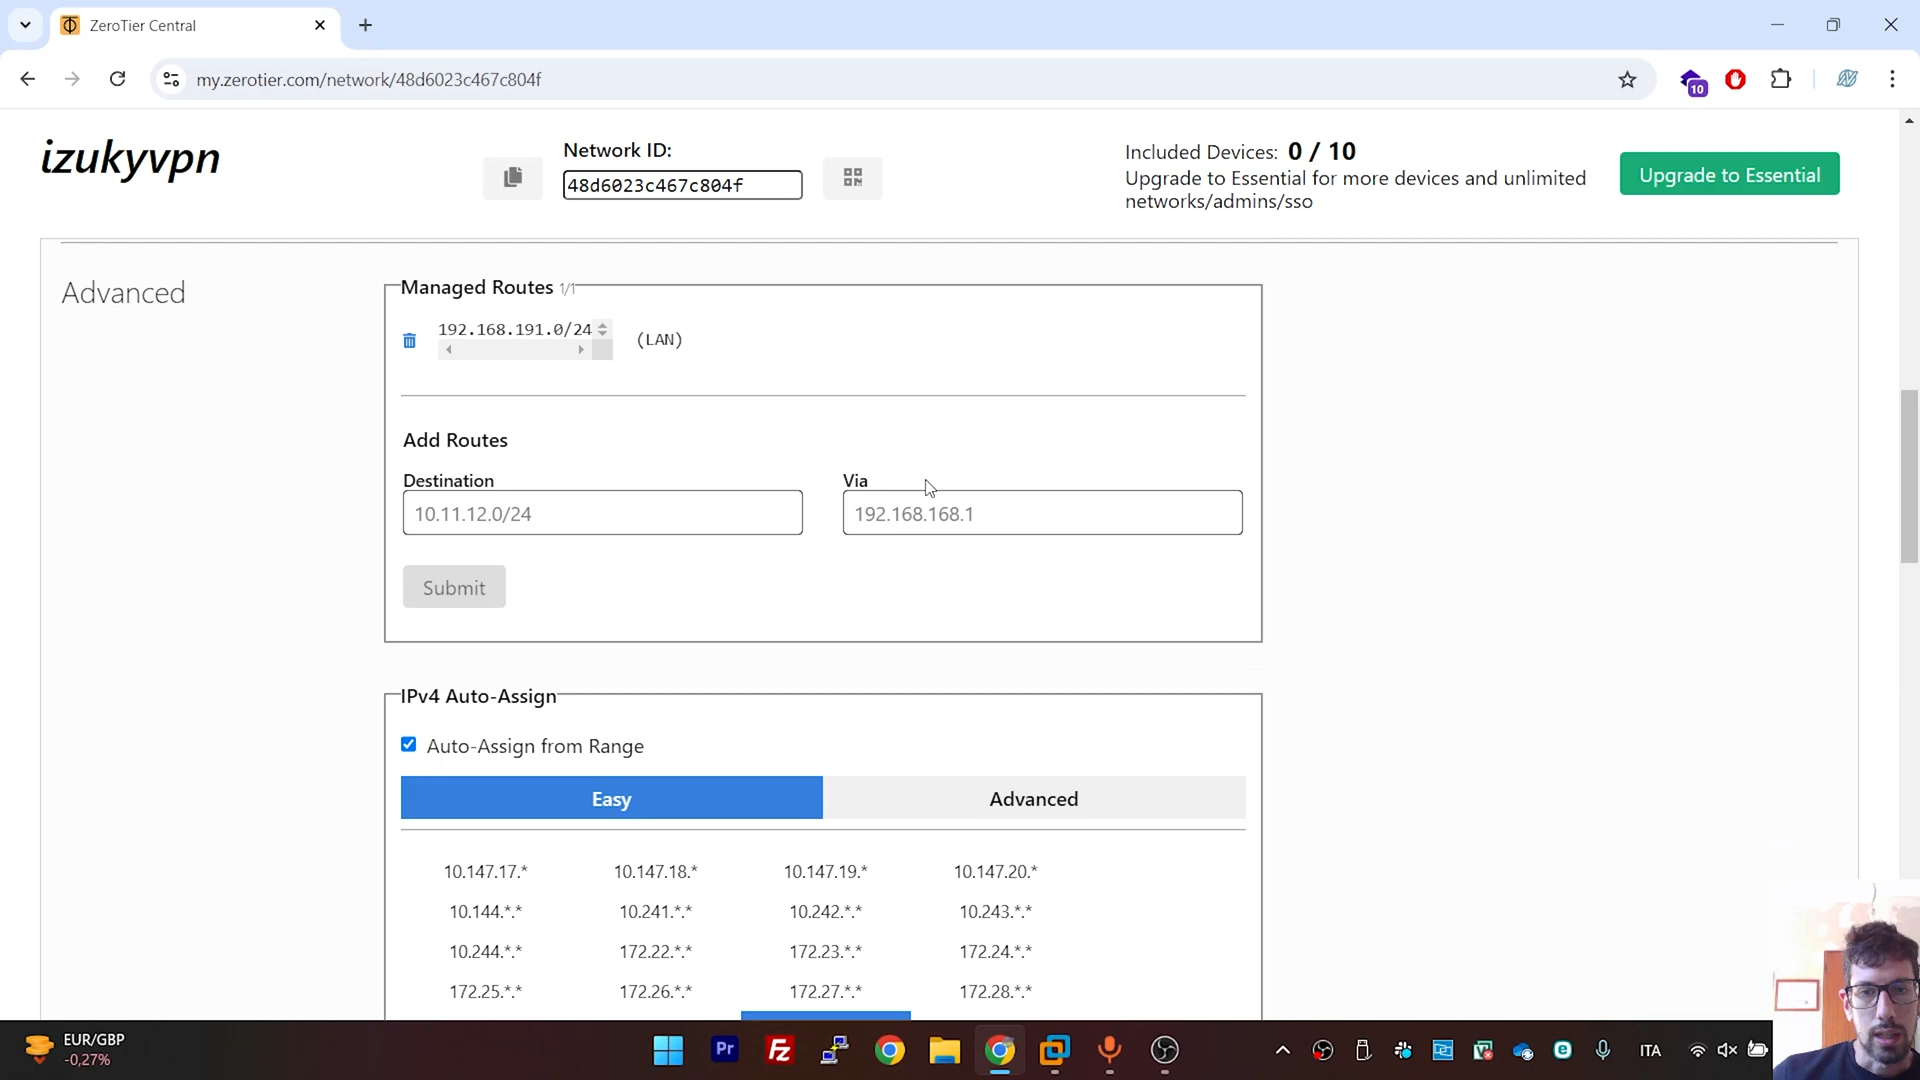 ZeroTier Central
my.zerotier.com/network/48d6023c467c804f
10
izukyvpn
Network ID:
48d6023c467c804f
Included Devices: 0 / 10
Upgrade to Essential for more devices and unlimited
networks/admins/sso
Upgrade to Essential
Advanced
Managed Routes 1/1
192.168.191.0/24
(LAN)
Add Routes
Destination
Via
10.11.12.0/24
192.168.168.1
Submit
IPv4 Auto-Assign
Auto-Assign from Range
Easy
Advanced
10.147.17.* 10.147.18.* 10.147.19.* 10.147.20.*
10.144.*.* 10.241.*.* 10.242.*.* 10.243.*.*
10.244.*.* 172.22.*.* 172.23.*.* 172.24.*.*
172.25.*.* 172.26.*.* 172.27.*.* 172.28.*.*
EUR/GBP
-0,27%
Pr
Fz
ITA